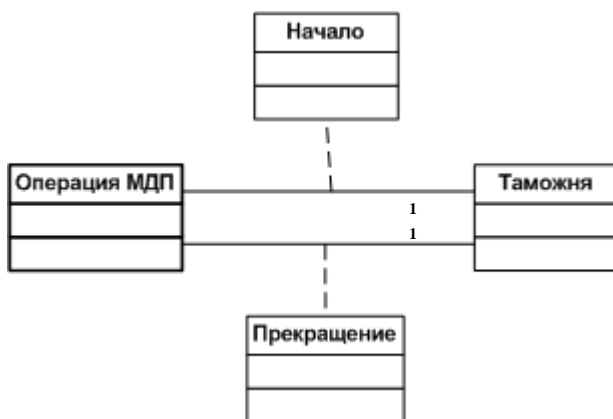 Начало
Операция МДП
Таможня
1
1
Прекращение